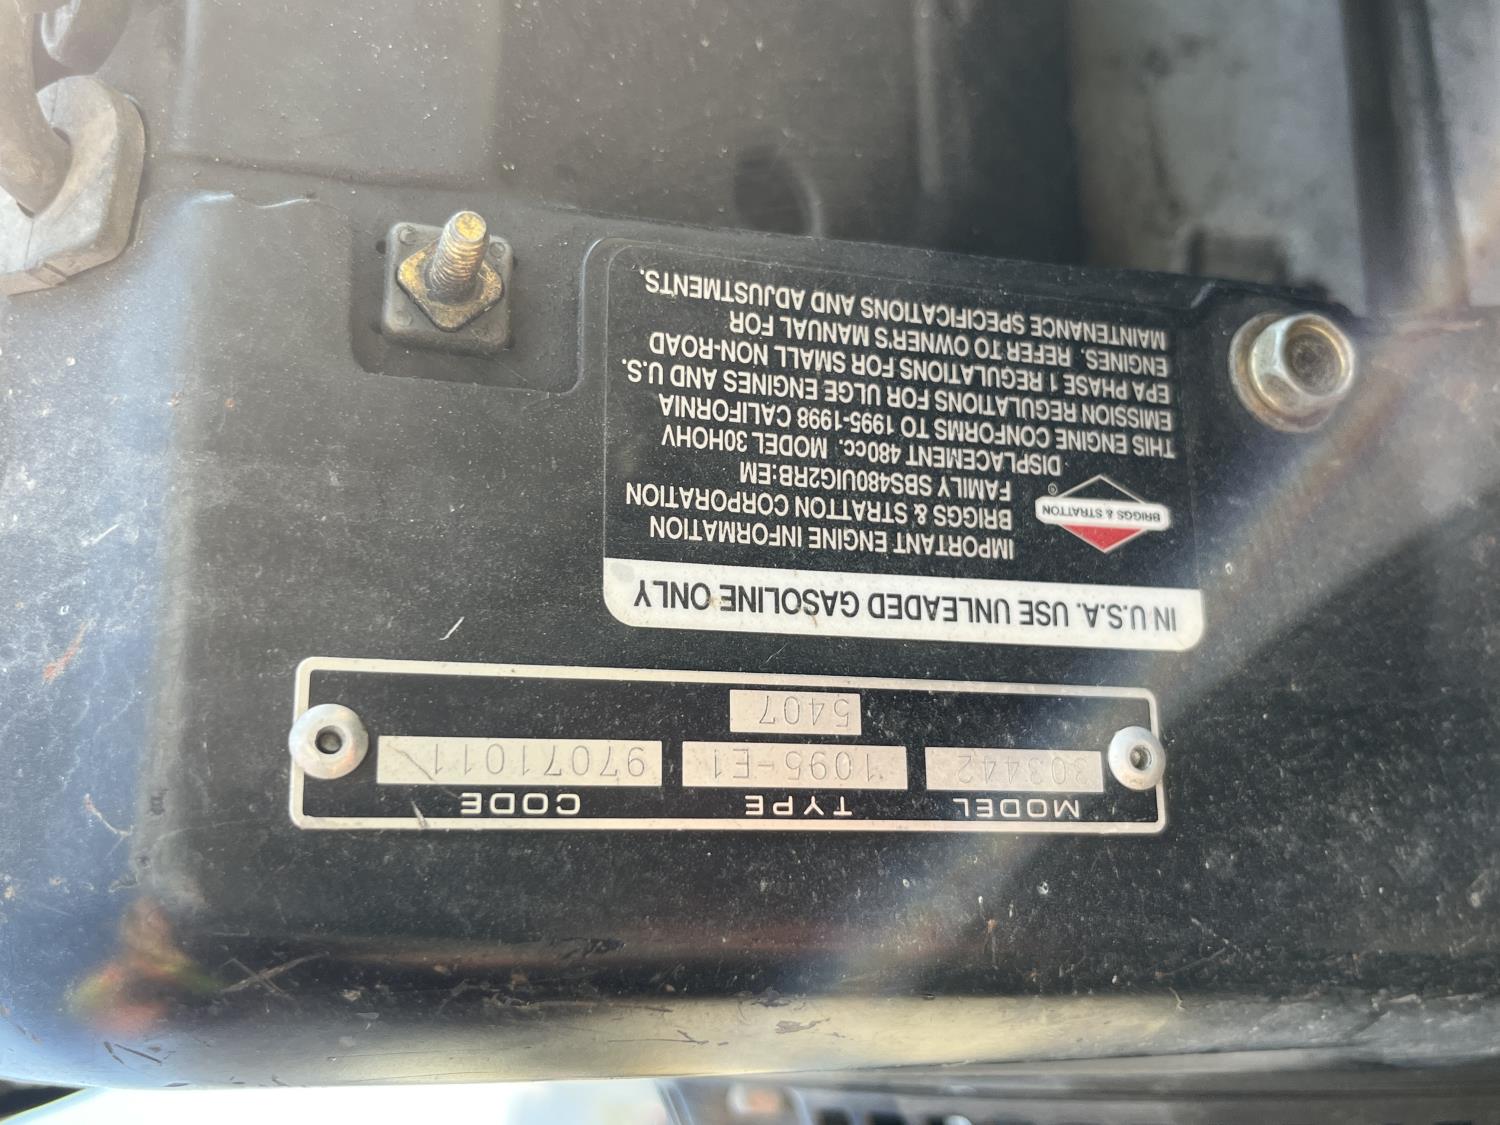 MODEL TYPE CODE
303442 1095-E1 97071011
5407
IN U.S.A. USE UNLEADED GASOLINE ONLY
BRIGGS & STRATTON
IMPORTANT ENGINE INFORMATION
BRIGGS & STRATTON CORPORATION
FAMILY SBS480UIG2RB:EM
DISPLACEMENT 480cc. MODEL 30HOHV
THIS ENGINE CONFORMS TO 1995-1998 CALIFORNIA
EMISSION REGULATIONS FOR ULGE ENGINES AND U.S.
EPA PHASE 1 REGULATIONS FOR SMALL NON-ROAD
ENGINES. REFER TO OWNER'S MANUAL FOR
MAINTENANCE SPECIFICATIONS AND ADJUSTMENTS.